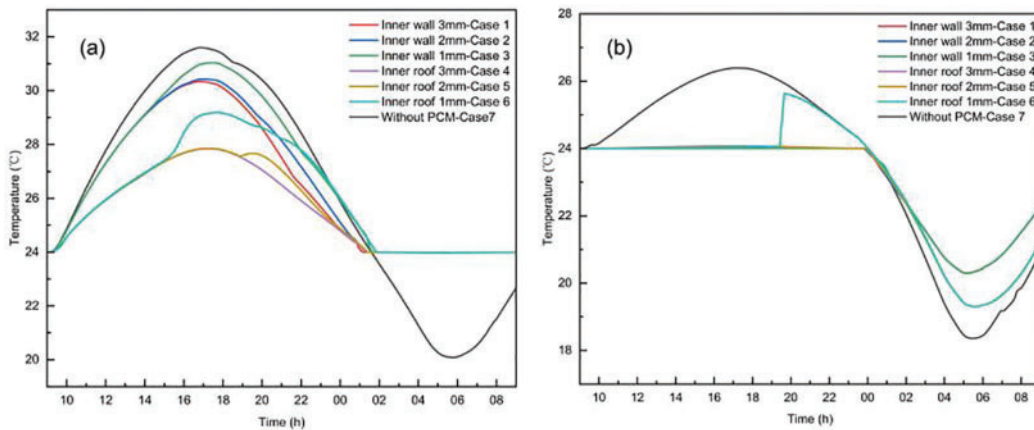 (a)
Inner wall 3mm-Case 1
Inner wall 2mm-Case 2
Inner wall 1mm-Case 3
Inner roof 3mm-Case 4
Inner roof 2mm-Case 5
Inner roof 1mm-Case 6
Without PCM-Case7
Temperature (℃)
32
30
28
26
24
22
20
10 12 14 16 18 20 22 00 02 04 06 08
Time (h)
(b)
Inner wall 3mm-Case 1
Inner wall 2mm-Case 2
Inner wall 1mm-Case 3
Inner roof 3mm-Case 4
Inner roof 2mm-Case 5
Inner roof 1mm-Case 6
Without PCM-Case 7
Temperature (℃)
26
24
22
20
18
10 12 14 16 18 20 22 00 02 04 06 08
Time (h)